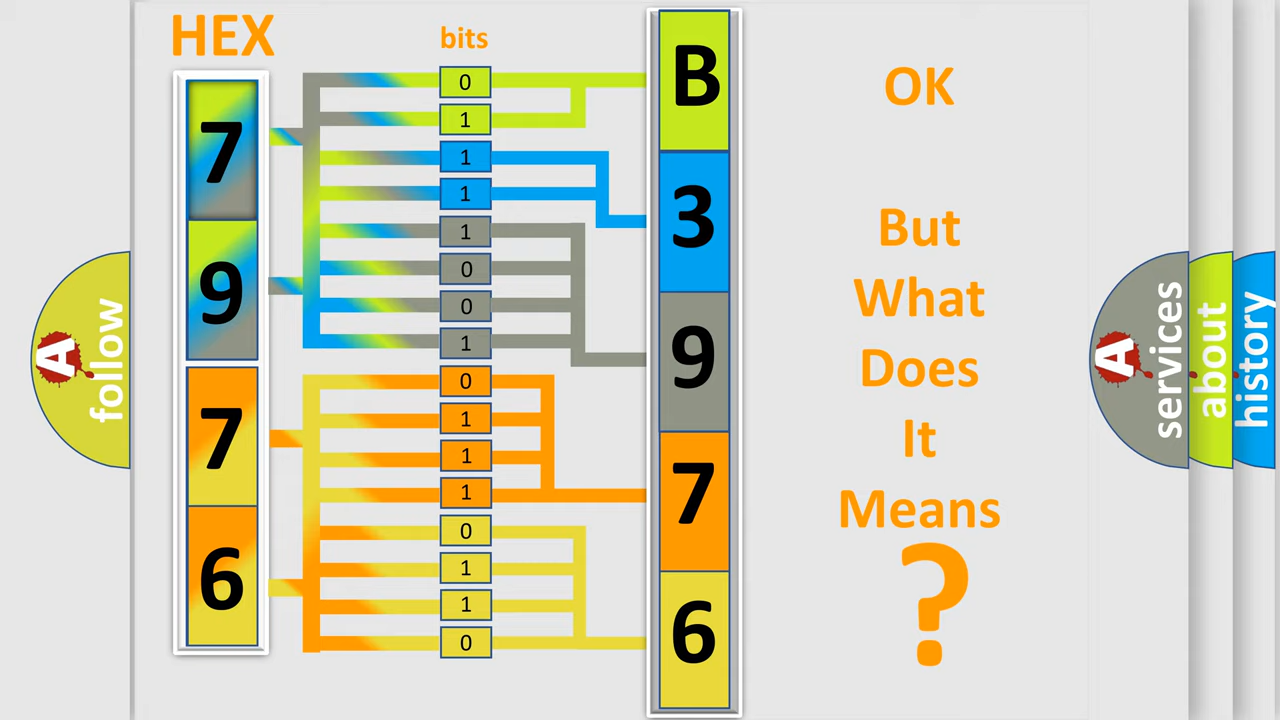 HEX
bits
7
9
7
6
0
1
1
1
1
0
0
1
0
1
1
1
0
1
1
0
B
3
9
7
6
OK
But
What
Does
It
Means
?
A
follow
A
services
about
history